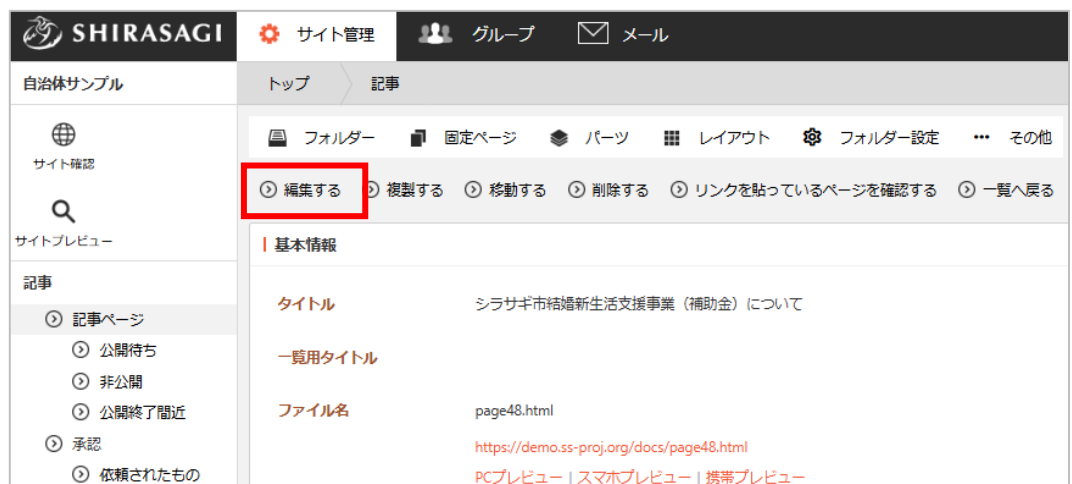 SHIRASAGI サイト管理 グループ メール
自治体サンプル トップ 記事
サイト確認
サイトプレビュー
フォルダー 固定ページ パーツ レイアウト フォルダー設定 ••• その他
編集する 複製する 移動する 削除する リンクを貼っているページを確認する 一覧へ戻る
記事
記事ページ
公開待ち
非公開
公開終了間近
承認
依頼されたもの
基本情報
タイトル シラサギ市結婚新生活支援事業（補助金）について
一覧用タイトル
ファイル名 page48.html
https://demo.ss-proj.org/docs/page48.html
PCプレビュー | スマホプレビュー | 携帯プレビュー